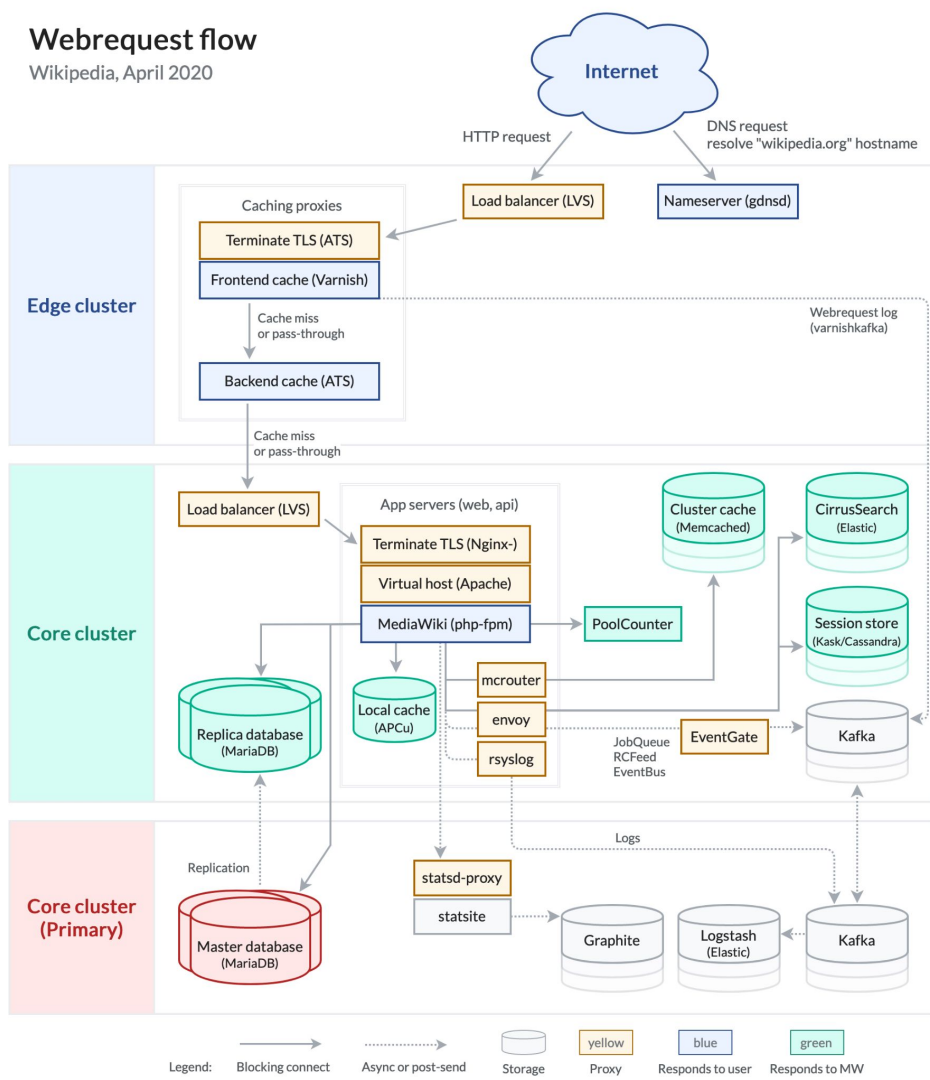 Webrequest flow
Wikipedia, April 2020
Internet
HTTP request
DNS request
resolve "wikipedia.org" hostname
Edge cluster
Load balancer (LVS)
Nameserver (gdnsd)
Caching proxies
Terminate TLS (ATS)
Frontend cache (Varnish)
Cache miss
or pass-through
Webrequest log
(varnishkafka)
Backend cache (ATS)
Cache miss
or pass-through
Core cluster
Load balancer (LVS)
App servers (web, api)
Terminate TLS (Nginx-)
Virtual host (Apache)
MediaWiki (php-fpm)
Cluster cache
(Memcached)
CirrusSearch
(Elastic)
PoolCounter
Session store
(Kask/Cassandra)
mcrouter
Local cache
(APCu)
envoy
rsyslog
Replica database
(MariaDB)
JobQueue
RCFeed
EventBus
EventGate
Kafka
Core cluster
(Primary)
Replication
Logs
Master database
(MariaDB)
statsd-proxy
statsite
Graphite
Logstash
(Elastic)
Kafka
Legend:
Blocking connect
Async or post-send
Storage
yellow
Proxy
blue
Responds to user
green
Responds to MW